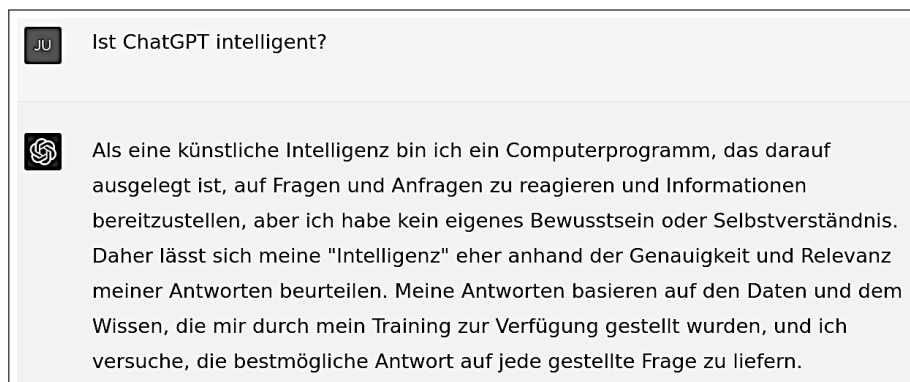 JU
Ist ChatGPT intelligent?
Als eine künstliche Intelligenz bin ich ein Computerprogramm, das darauf
ausgelegt ist, auf Fragen und Anfragen zu reagieren und Informationen
bereitzustellen, aber ich habe kein eigenes Bewusstsein oder Selbstverständnis.
Daher lässt sich meine "Intelligenz" eher anhand der Genauigkeit und Relevanz
meiner Antworten beurteilen. Meine Antworten basieren auf den Daten und dem
Wissen, die mir durch mein Training zur Verfügung gestellt wurden, und ich
versuche, die bestmögliche Antwort auf jede gestellte Frage zu liefern.